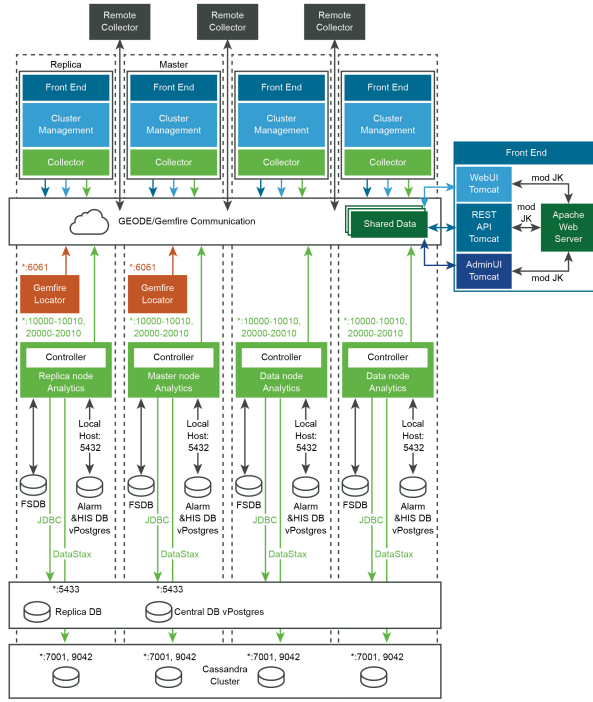 Remote
Collector
Remote
Collector
Remote
Collector
Replica
Master
Front End
Front End
Front End
Front End
Cluster
Management
Cluster
Management
Cluster
Management
Cluster
Management
Collector
Collector
Collector
Collector
Front End
WebUI
Tomcat
mod JK
REST
API
Tomcat
mod
JK
Apache
Web
Server
AdminUI
Tomcat
mod JK
GEODE/Gemfire Communication
Shared Data
*:6061
*:6061
Gemfire
Locator
Gemfire
Locator
*:10000-10010,
20000-20010
*:10000-10010,
20000-20010
*:10000-10010,
20000-20010
*:10000-10010,
20000-20010
Controller
Controller
Controller
Controller
Replica node
Analytics
Master node
Analytics
Data node
Analytics
Data node
Analytics
Local
Host:
5432
Local
Host:
5432
Local
Host:
5432
Local
Host:
5432
FSDB
Alarm
&HIS DB
vPostgres
FSDB
Alarm
&HIS DB
vPostgres
FSDB
Alarm
&HIS DB
vPostgres
FSDB
Alarm
&HIS DB
vPostgres
JDBC
JDBC
JDBC
JDBC
DataStax
DataStax
DataStax
DataStax
*:5433
*:5433
Replica DB
Central DB vPostgres
*:7001, 9042
*:7001, 9042
*:7001, 9042
*:7001, 9042
Cassandra
Cluster